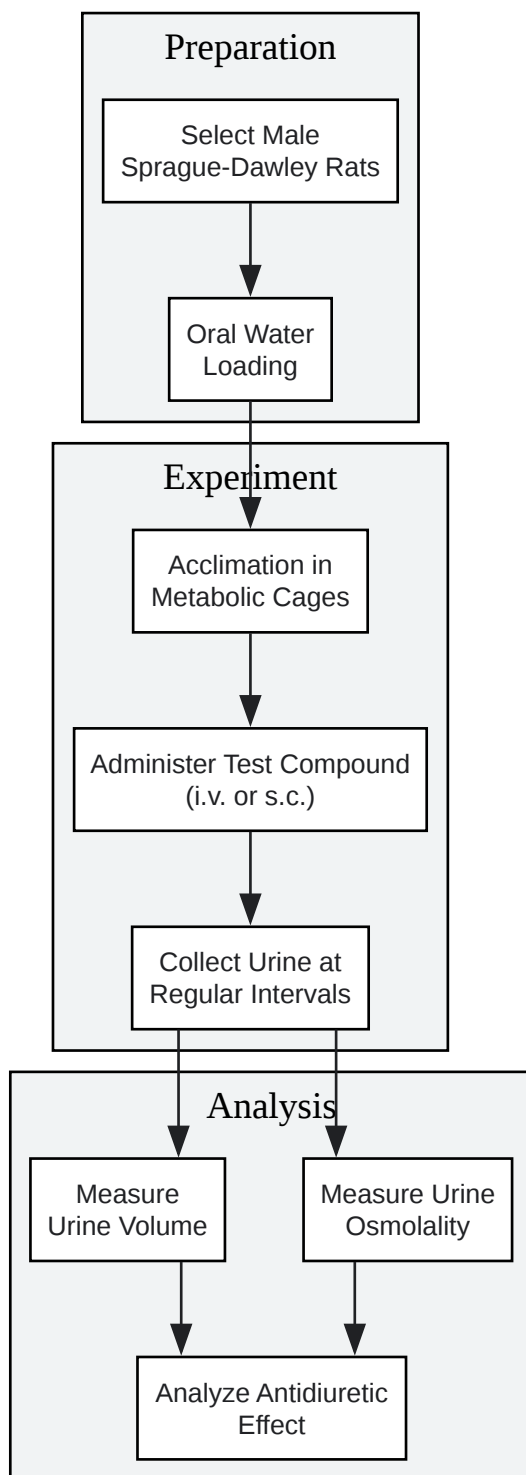 Preparation
Select Male
Sprague-Dawley Rats
Oral Water
Loading
Experiment
Acclimation in
Metabolic Cages
Administer Test Compound
(i.v. or s.c.)
Collect Urine at
Regular Intervals
Analysis
Measure
Urine Volume
Measure Urine
Osmolality
Analyze Antidiuretic
Effect